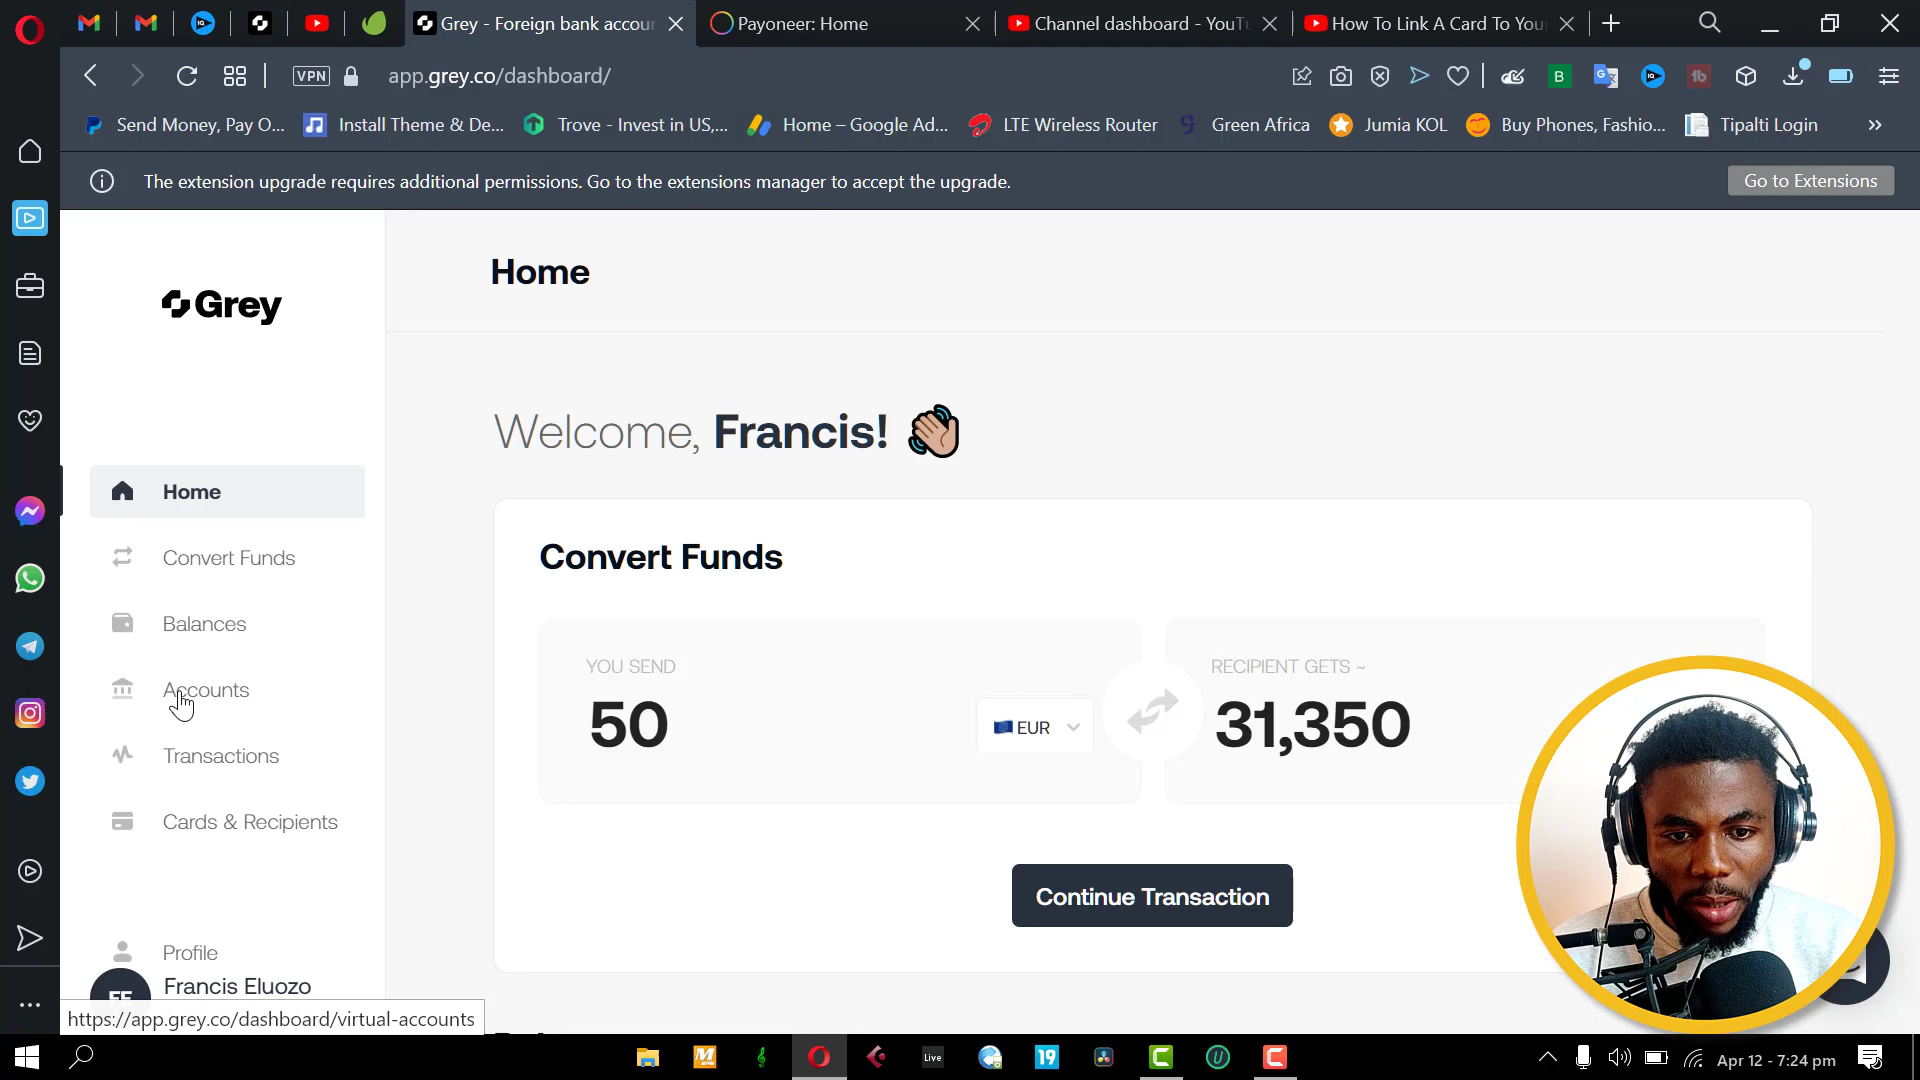 Grey - Foreign bank accou
Payoneer: Home
Channel dashboard - YouTu
How To Link A Card To You
VPN
app.grey.co/dashboard/
B
tb
Send Money, Pay O...
Install Theme & De...
Trove - Invest in US,...
Home – Google Ad...
LTE Wireless Router
Green Africa
Jumia KOL
Buy Phones, Fashio...
Tipalti Login
The extension upgrade requires additional permissions. Go to the extensions manager to accept the upgrade.
Go to Extensions
Grey
Home
Welcome, Francis!
Home
Convert Funds
Balances
Accounts
Transactions
Cards & Recipients
Profile
Francis Eluozo
Convert Funds
YOU SEND
50
EUR
RECIPIENT GETS ~
31,350
Continue Transaction
https://app.grey.co/dashboard/virtual-accounts
Live
19
Apr 12 - 7:24 pm